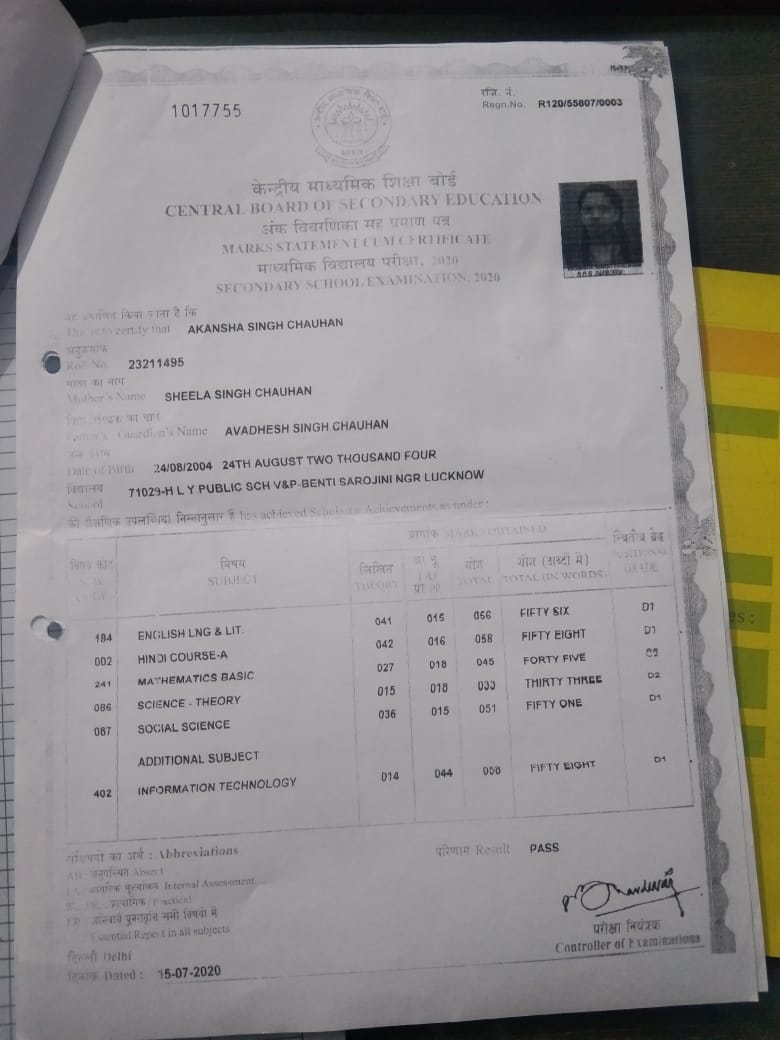 रजि. नं.
1017755
Regn.No. R120/55807/0003
केन्द्रीय माध्यमिक शिक्षा बोर्ड
CENTRAL BOARD OF SECONDARY EDUCATION
अंक विवरणिका सह प्रमाण पत्र
MARKS STATEMENT CUM CERTIFICATE
माध्यमिक विद्यालय परीक्षा, 2020
SECONDARY SCHOOL EXAMINATION, 2020
यह प्रमाणित किया जाता है कि
This is to certify that AKANSHA SINGH CHAUHAN
अनुक्रमांक
Roll No. 23211495
माता का नाम
Mother's Name SHEELA SINGH CHAUHAN
पिता/संरक्षक का नाम
Father's/Guardian's Name AVADHESH SINGH CHAUHAN
जन्म तिथि
Date of Birth 24/08/2004 24TH AUGUST TWO THOUSAND FOUR
विद्यालय
School 71029-H L Y PUBLIC SCH V&P-BENTI SAROJINI NGR LUCKNOW
की शैक्षिक उपलब्धियां निम्नानुसार हैं has achieved Scholastic Achievements as under :
प्राप्तांक MARKS OBTAINED
विषय कोड विषय लिखित योग योग (शब्दों में)
SUB. CODE SUBJECT THEORY IA/ TOTAL TOTAL (IN WORDS) GRADE
184 ENGLISH LNG & LIT. 041 015 056 FIFTY SIX D1
002 HINDI COURSE-A 042 016 058 FIFTY EIGHT D1
241 MATHEMATICS BASIC 027 018 045 FORTY FIVE C2
086 SCIENCE - THEORY 015 018 033 THIRTY THREE D2
087 SOCIAL SCIENCE 036 015 051 FIFTY ONE D1
ADDITIONAL SUBJECT
402 INFORMATION TECHNOLOGY 014 044 058 FIFTY EIGHT D1
का अर्थ : Abbreviations
परिणाम Result PASS
AB : अनुपस्थित Absent
IA : आंतरिक मूल्यांकन Internal Assessment
प्रायोगिक Practical
ER : अनिवार्य पुनरावृत्ति सभी विषयों में
Essential Repeat in all subjects
परीक्षा नियंत्रक
Controller of Examinations
दिल्ली Delhi
दिनांक Dated : 15-07-2020
es :